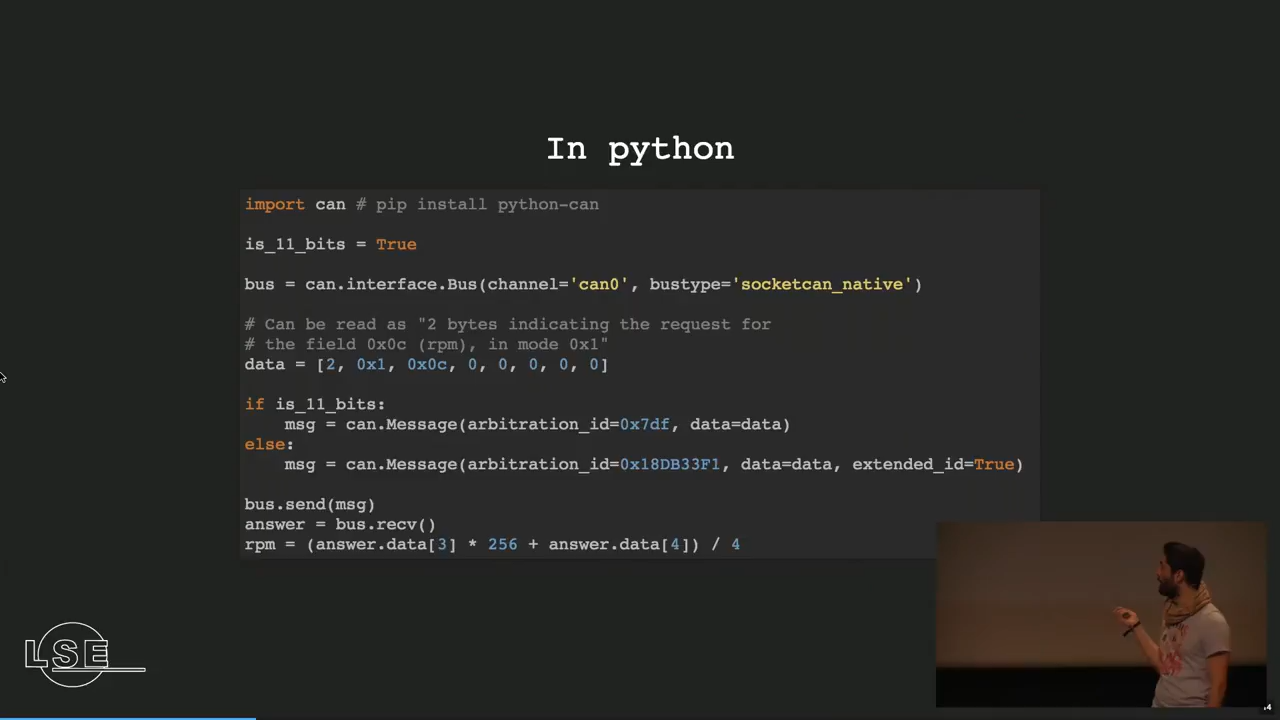 In python
import can # pip install python-can
is_11_bits = True
bus = can.interface.Bus(channel='can0', bustype='socketcan_native')
# Can be read as "2 bytes indicating the request for
# the field 0x0c (rpm), in mode 0x1"
data = [2, 0x1, 0x0c, 0, 0, 0, 0, 0]
if is_11_bits:
    msg = can.Message(arbitration_id=0x7df, data=data)
else:
    msg = can.Message(arbitration_id=0x18DB33F1, data=data, extended_id=True)
bus.send(msg)
answer = bus.recv()
rpm = (answer.data[3] * 256 + answer.data[4]) / 4
LSE
14